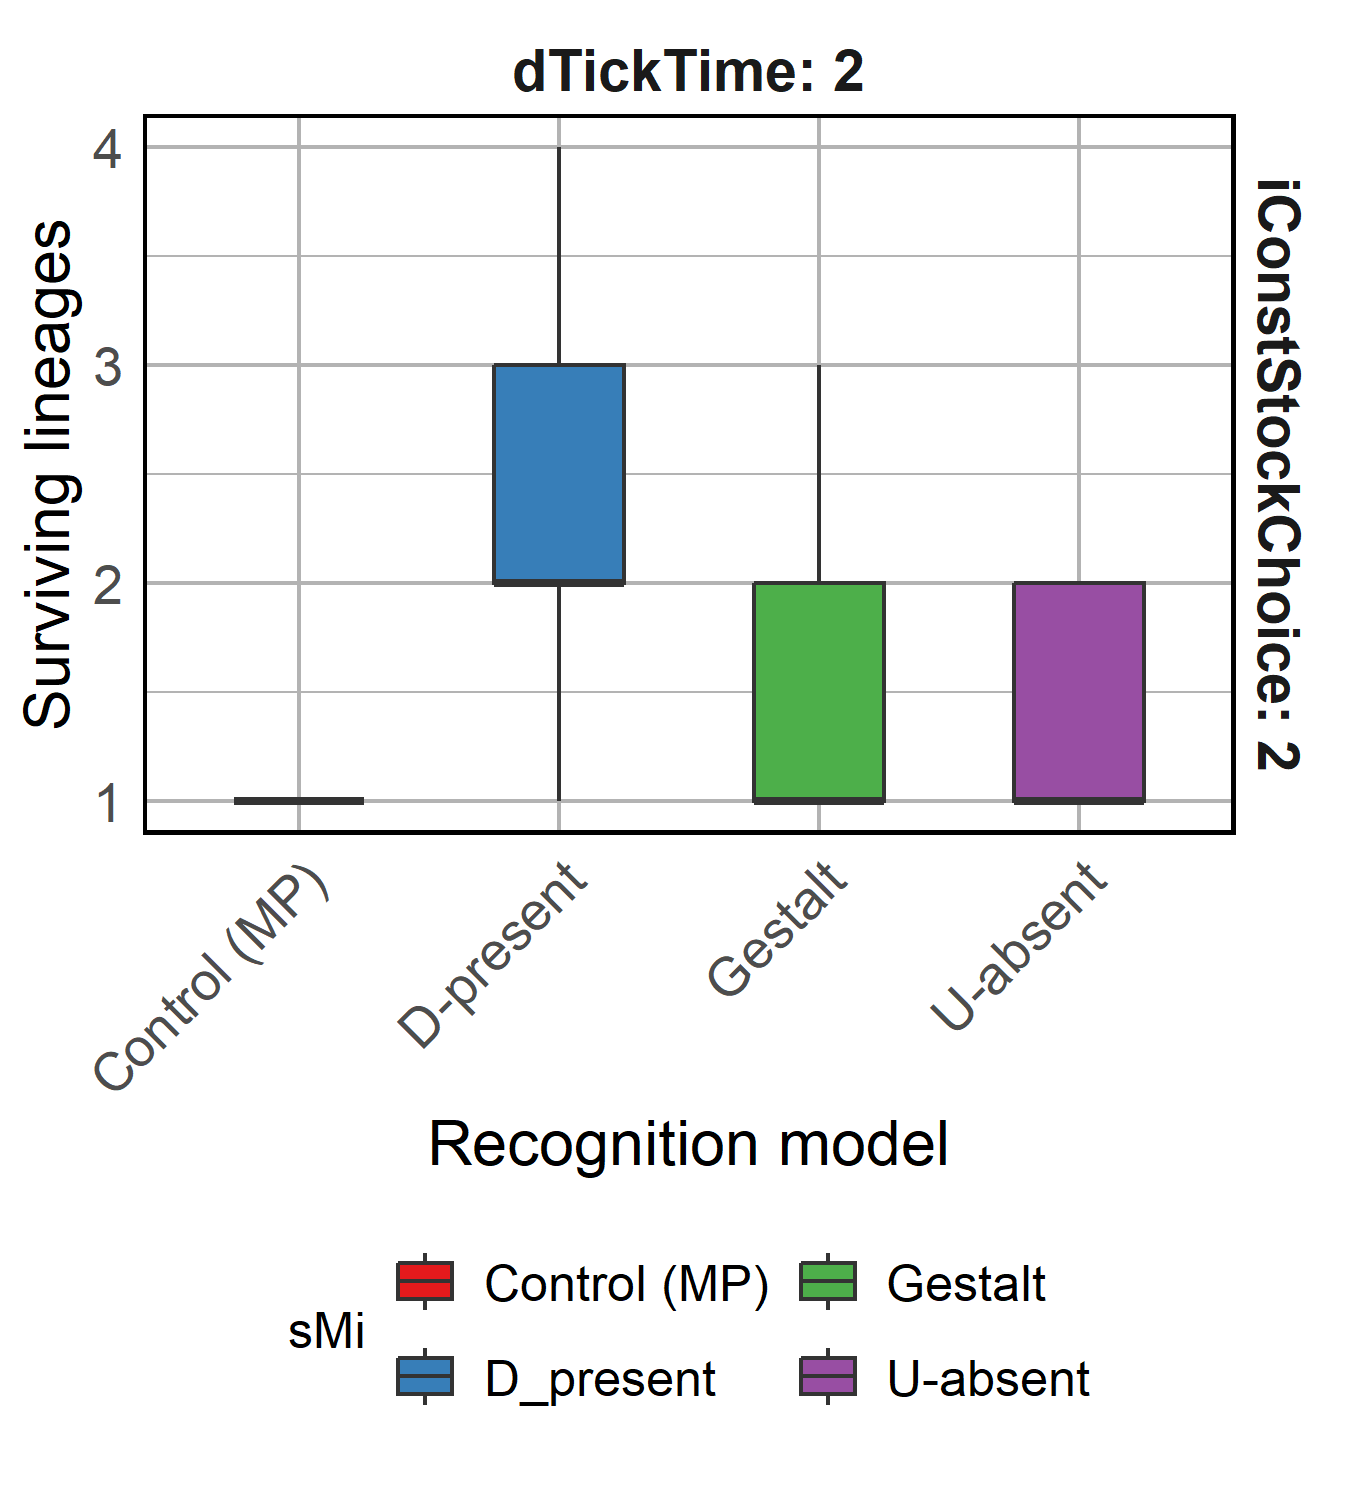 dTickTime: 2
iConstStockChoice: 2
Surviving lineages
4
3
2
1
Control (MP)
D-present
Gestalt
U-absent
Recognition model
sMi
Control (MP)
D_present
Gestalt
U-absent